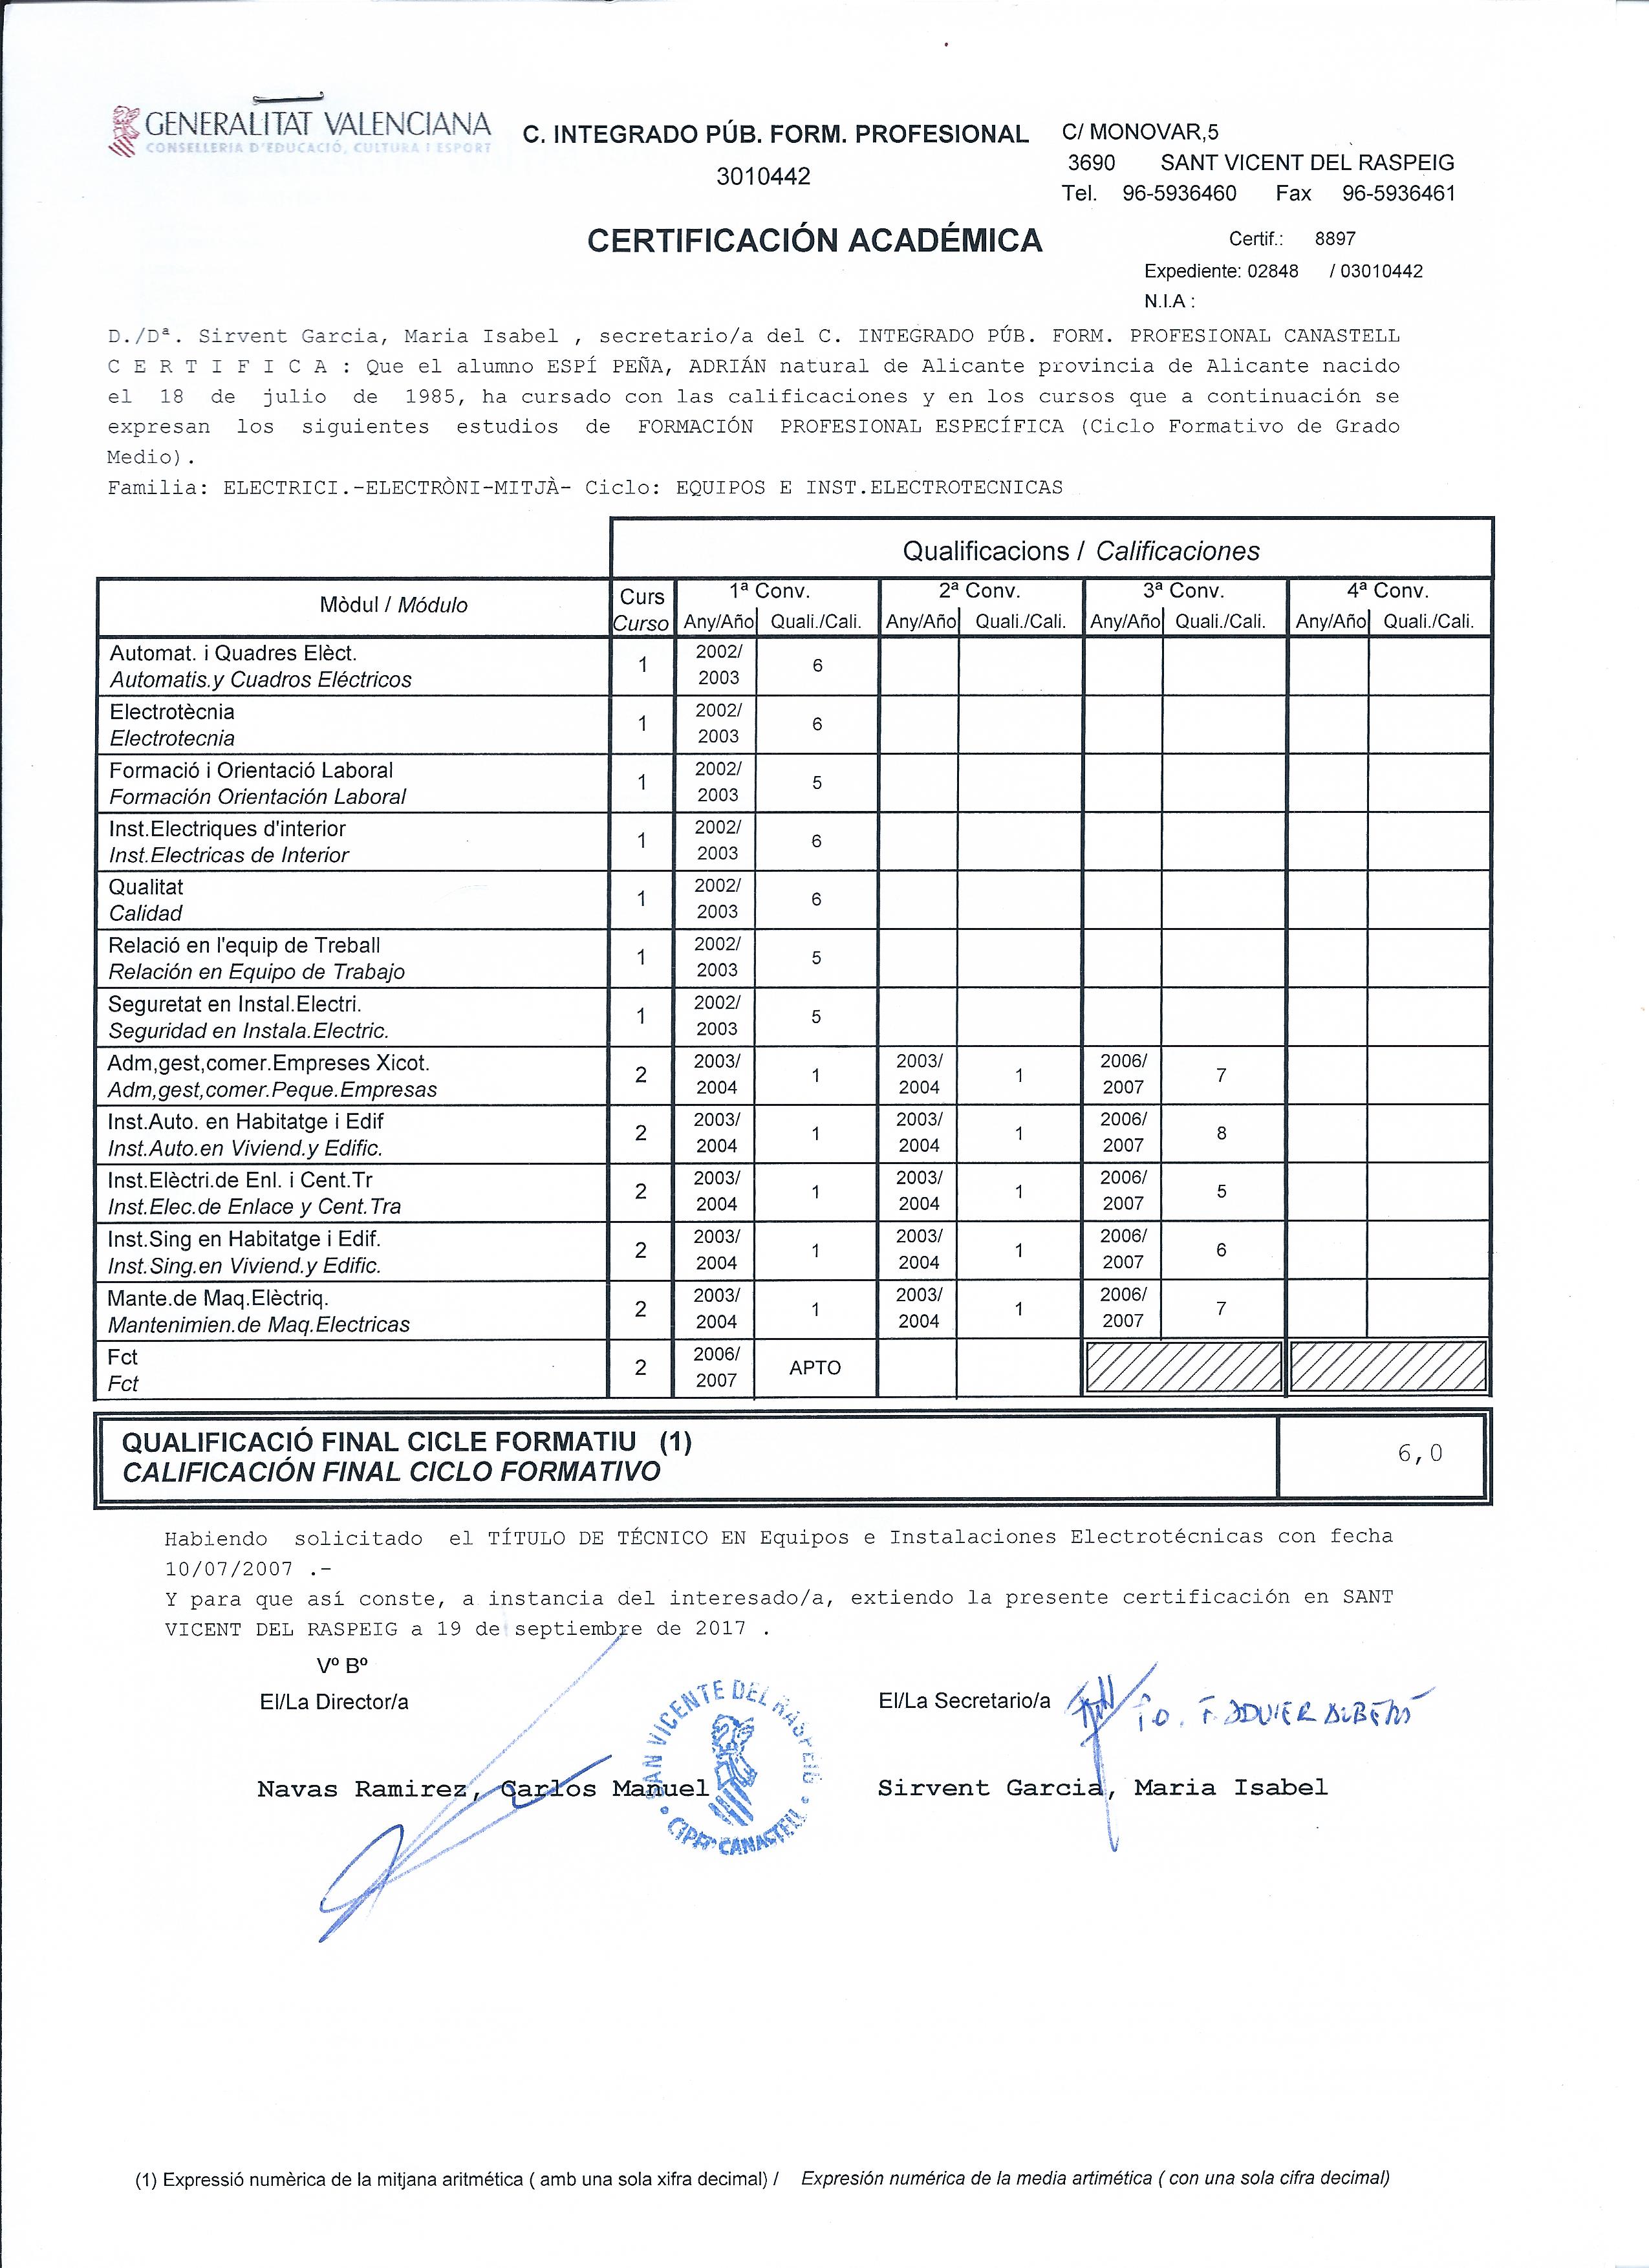 GENERALITAT VALENCIANA
CONSELLERIA D'EDUCACIÓ, CULTURA I ESPORT
C. INTEGRADO PÚB. FORM. PROFESIONAL
3010442
C/ MONOVAR,5
3690 SANT VICENT DEL RASPEIG
Tel. 96-5936460 Fax 96-5936461
CERTIFICACIÓN ACADÉMICA
Certif.: 8897
Expediente: 02848 / 03010442
N.I.A :
D./Dª. Sirvent Garcia, Maria Isabel , secretario/a del C. INTEGRADO PÚB. FORM. PROFESIONAL CANASTELL
C E R T I F I C A : Que el alumno ESPÍ PEÑA, ADRIÁN natural de Alicante provincia de Alicante nacido
el 18 de julio de 1985, ha cursado con las calificaciones y en los cursos que a continuación se
expresan los siguientes estudios de FORMACIÓN PROFESIONAL ESPECÍFICA (Ciclo Formativo de Grado
Medio).
Familia: ELECTRICI.-ELECTRÒNI-MITJÀ- Ciclo: EQUIPOS E INST.ELECTROTECNICAS
Qualificacions / Calificaciones
Mòdul / Módulo Curs Curso 1ª Conv. 2ª Conv. 3ª Conv. 4ª Conv.
Any/Año Quali./Cali. Any/Año Quali./Cali. Any/Año Quali./Cali. Any/Año Quali./Cali.
Automat. i Quadres Elèct. 1 2002/ 6
Automatis.y Cuadros Eléctricos 2003
Electrotècnia 1 2002/ 6
Electrotecnia 2003
Formació i Orientació Laboral 1 2002/ 5
Formación Orientación Laboral 2003
Inst.Electriques d'interior 1 2002/ 6
Inst.Electricas de Interior 2003
Qualitat 1 2002/ 6
Calidad 2003
Relació en l'equip de Treball 1 2002/ 5
Relación en Equipo de Trabajo 2003
Seguretat en Instal.Electri. 1 2002/ 5
Seguridad en Instala.Electric. 2003
Adm,gest,comer.Empreses Xicot. 2 2003/ 1 2003/ 1 2006/ 7
Adm,gest,comer.Peque.Empresas 2004 2004 2007
Inst.Auto. en Habitatge i Edif 2 2003/ 1 2003/ 1 2006/ 8
Inst.Auto.en Viviend.y Edific. 2004 2004 2007
Inst.Elèctri.de Enl. i Cent.Tr 2 2003/ 1 2003/ 1 2006/ 5
Inst.Elec.de Enlace y Cent.Tra 2004 2004 2007
Inst.Sing en Habitatge i Edif. 2 2003/ 1 2003/ 1 2006/ 6
Inst.Sing.en Viviend.y Edific. 2004 2004 2007
Mante.de Maq.Elèctriq. 2 2003/ 1 2003/ 1 2006/ 7
Mantenimien.de Maq.Electricas 2004 2004 2007
Fct 2 2006/ APTO
Fct 2007
QUALIFICACIÓ FINAL CICLE FORMATIU (1)
CALIFICACIÓN FINAL CICLO FORMATIVO
6,0
Habiendo solicitado el TÍTULO DE TÉCNICO EN Equipos e Instalaciones Electrotécnicas con fecha
10/07/2007 .-
Y para que así conste, a instancia del interesado/a, extiendo la presente certificación en SANT
VICENT DEL RASPEIG a 19 de septiembre de 2017 .
Vº Bº
El/La Director/a
El/La Secretario/a
SAN VICENTE DEL RASPEIG
CIPFP CANASTELL
Navas Ramirez, Carlos Manuel
Sirvent Garcia, Maria Isabel
(1) Expressió numèrica de la mitjana aritmética ( amb una sola xifra decimal) / Expresión numérica de la media artimética ( con una sola cifra decimal)